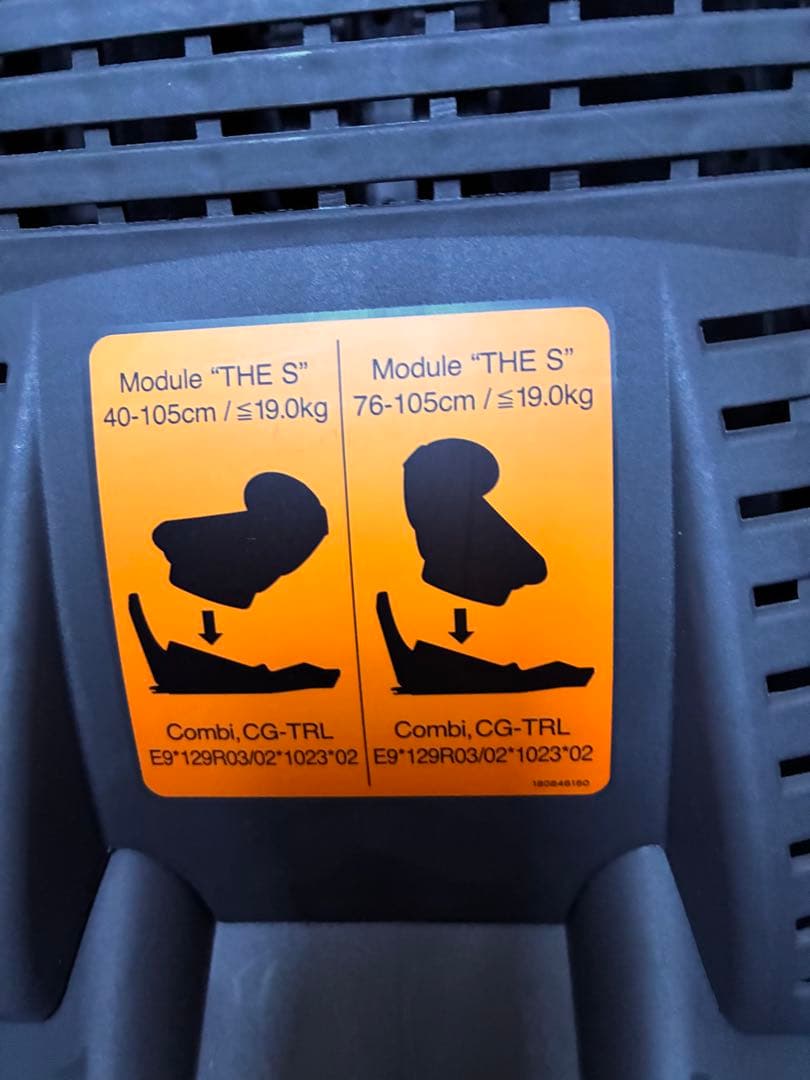 Module “THE S”
40-105cm / ≦19.0kg
Combi, CG-TRL
E9*129R03/02*1023*02
Module “THE S”
76-105cm / ≦19.0kg
Combi, CG-TRL
E9*129R03/02*1023*02